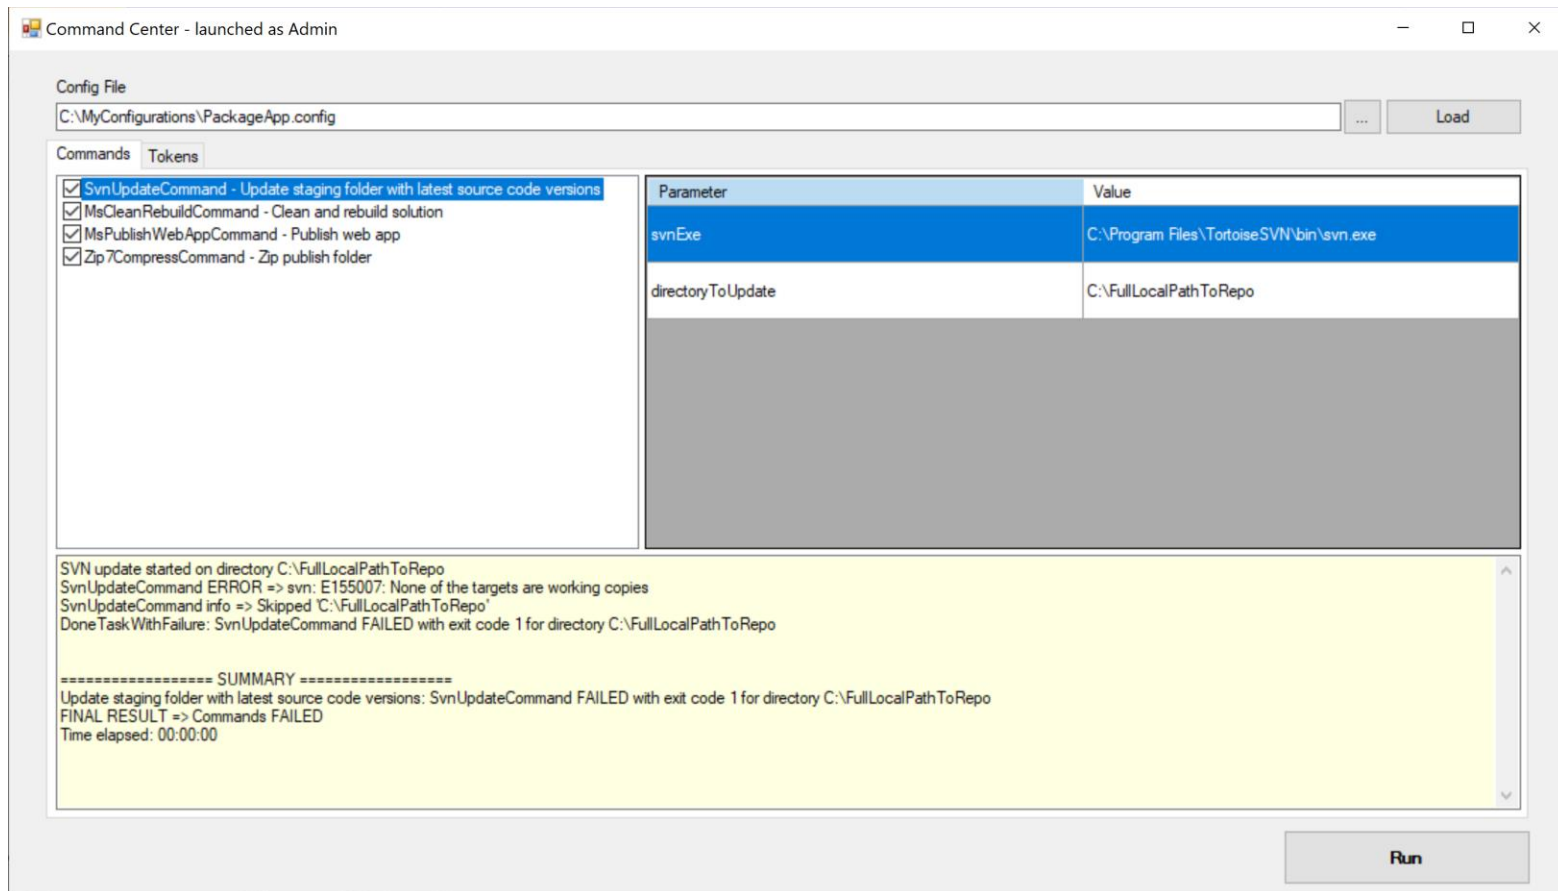 Command Center - launched as Admin
Config File
C:\MyConfigurations\PackageApp.config
...
Load
Commands
Tokens
SvnUpdateCommand - Update staging folder with latest source code versions
MsCleanRebuildCommand - Clean and rebuild solution
MsPublishWebAppCommand - Publish web app
Zip7CompressCommand - Zip publish folder
Parameter Value
svnExe C:\Program Files\TortoiseSVN\bin\svn.exe
directoryToUpdate C:\FullLocalPathToRepo
SVN update started on directory C:\FullLocalPathToRepo
SvnUpdateCommand ERROR => svn: E155007: None of the targets are working copies
SvnUpdateCommand info => Skipped 'C:\FullLocalPathToRepo'
DoneTaskWithFailure: SvnUpdateCommand FAILED with exit code 1 for directory C:\FullLocalPathToRepo
================== SUMMARY ==================
Update staging folder with latest source code versions: SvnUpdateCommand FAILED with exit code 1 for directory C:\FullLocalPathToRepo
FINAL RESULT => Commands FAILED
Time elapsed: 00:00:00
Run